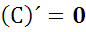 (C)´ = 0